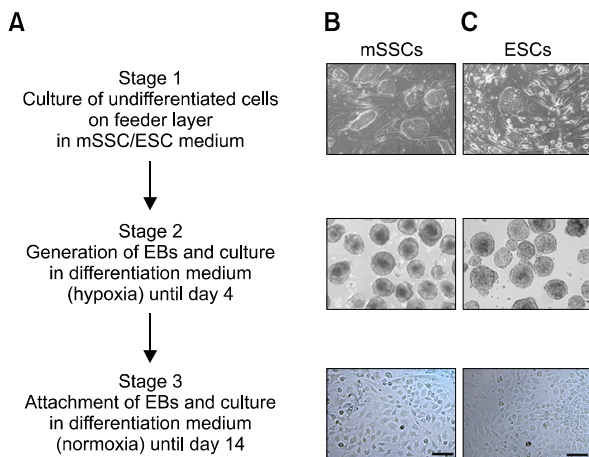 A
B
C
mSSCs
ESCs
Stage 1
Culture of undifferentiated cells
on feeder layer
in mSSC/ESC medium
Stage 2
Generation of EBs and culture
in differentiation medium
(hypoxia) until day 4
Stage 3
Attachment of EBs and culture
in differentiation medium
(normoxia) until day 14